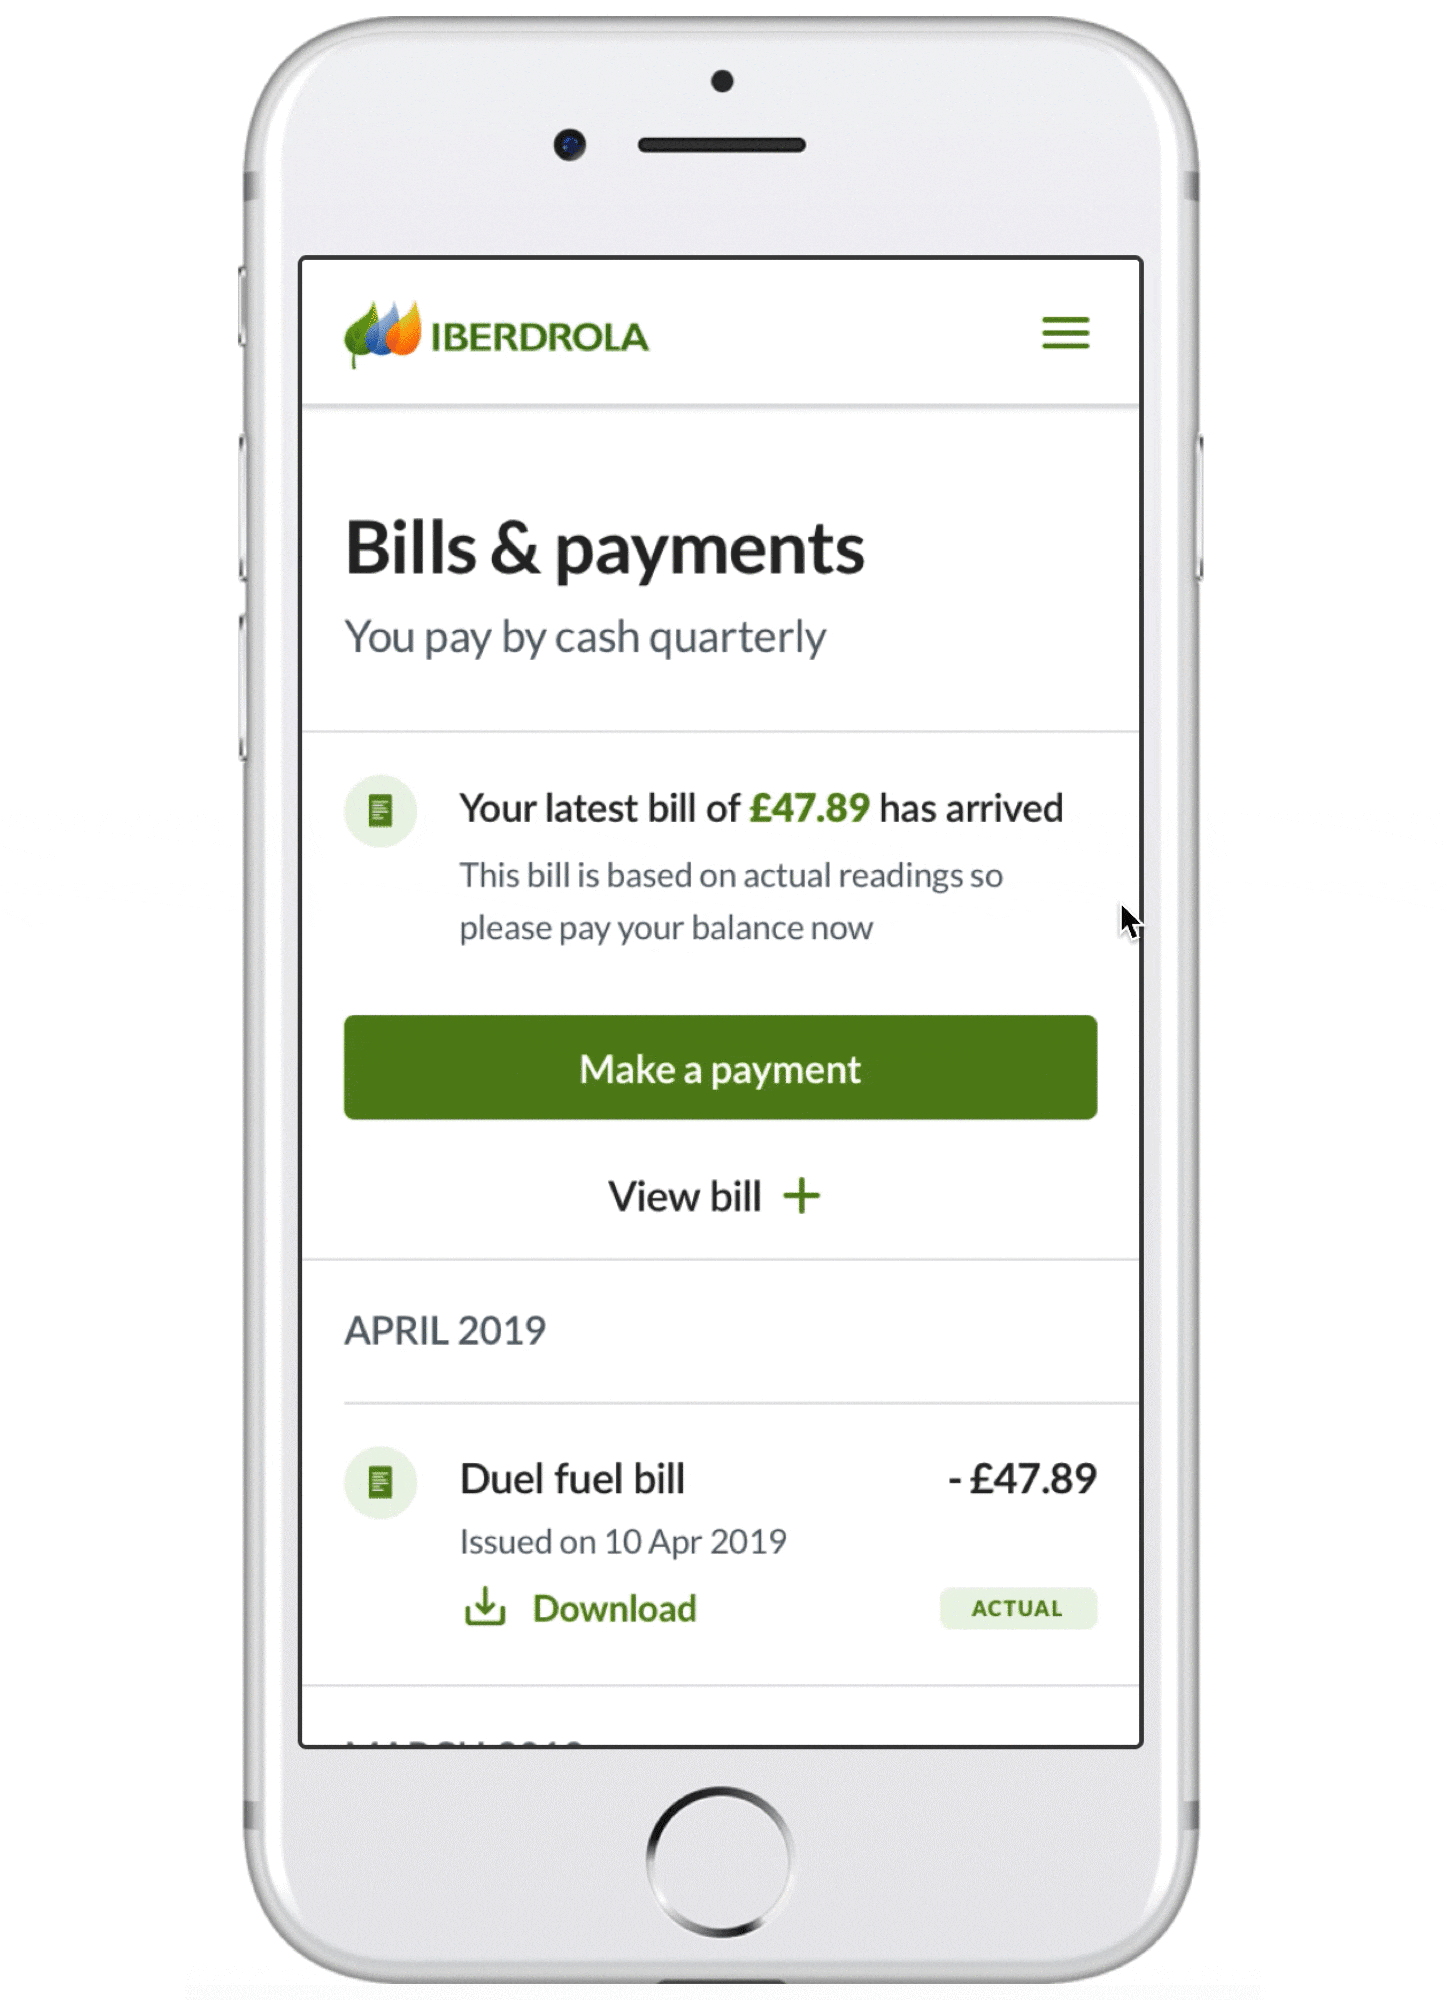 IBERDROLA
Bills & payments
You pay by cash quarterly
Your latest bill of £47.89 has arrived
This bill is based on actual readings so
please pay your balance now
Make a payment
View bill +
APRIL 2019
Duel fuel bill - £47.89
Issued on 10 Apr 2019
Download ACTUAL
MARCH 2019